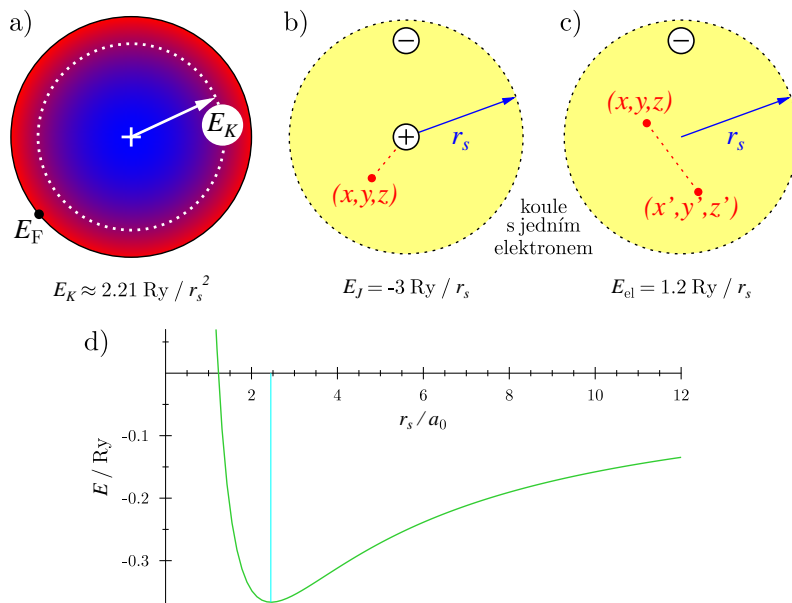 a)
E_K
E_F
E_K ≈ 2.21 Ry / r_s^2
b)
−
+
r_s
(x,y,z)
E_J = -3 Ry / r_s
koule
s jedním
elektronem
c)
−
(x,y,z)
r_s
(x',y',z')
E_el = 1.2 Ry / r_s
d)
2 4 6 8 10 12
r_s / a_0
E / Ry
-0.1
-0.2
-0.3